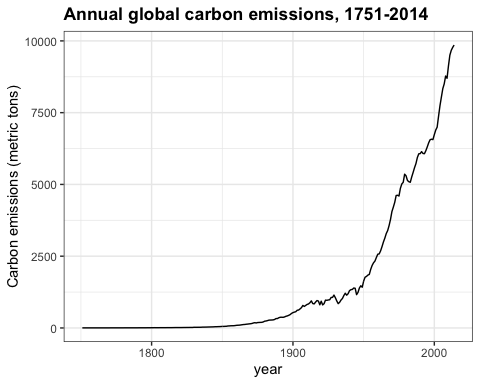 Annual global carbon emissions, 1751-2014
Carbon emissions (metric tons)
10000
7500
5000
2500
0
1800 1900 2000
year